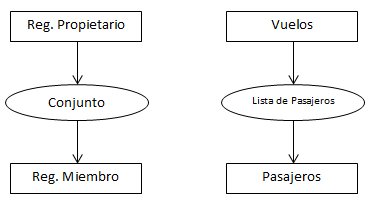 Reg. Propietario
Conjunto
Reg. Miembro
Vuelos
Lista de Pasajeros
Pasajeros